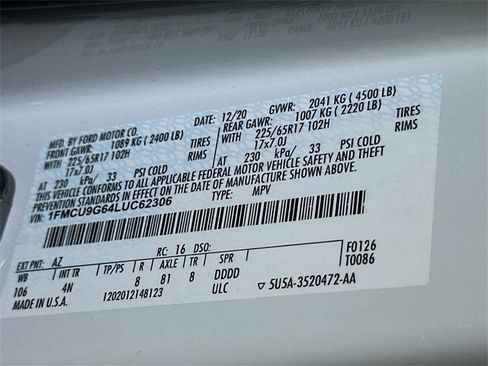 MFD. BY FORD MOTOR CO.
DATE: 12/20 GVWR: 2041 KG ( 4500 LB)
FRONT GAWR: 1089 KG ( 2400 LB) REAR GAWR: 1007 KG ( 2220 LB)
WITH 225/65R17 102H TIRES WITH 225/65R17 102H TIRES
17x7.0J RIMS 17x7.0J RIMS
AT 230 kPa/ 33 PSI COLD AT 230 kPa/ 33 PSI COLD
THIS VEHICLE CONFORMS TO ALL APPLICABLE FEDERAL MOTOR VEHICLE SAFETY AND
STANDARDS IN EFFECT ON THE DATE OF MANUFACTURE SHOWN ABOVE.
VIN: 1FMCU9G64LUC62306 TYPE: MPV
EXT PNT: AZ RC: 16 DSO: F0126
WB INT TR TP/PS R AXLE TR T0086
106 4N 8 81 8 DDDD
MADE IN U.S.A. 1202012148123 ULC 5U5A-3520472-AA